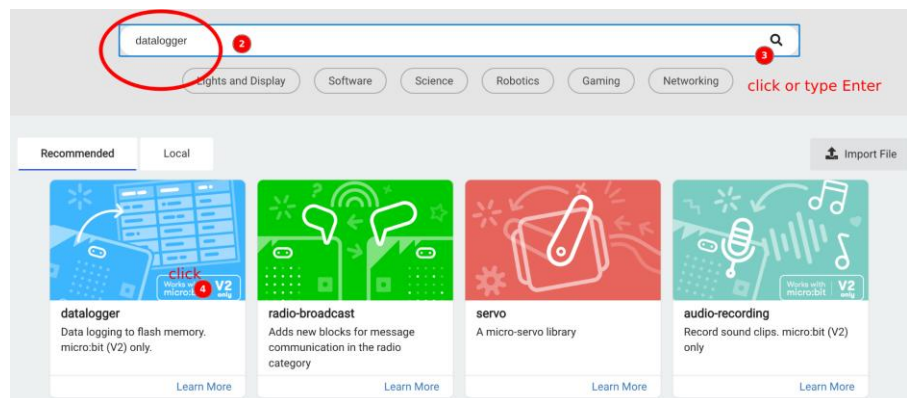 datalogger
2
3
Lights and Display
Software
Science
Robotics
Gaming
Networking
click or type Enter
Recommended
Local
Import File
click
4
Works with
micro:bit
V2
only
datalogger
Data logging to flash memory.
micro:bit (V2) only.
Learn More
?
radio-broadcast
Adds new blocks for message
communication in the radio
category
Learn More
servo
A micro-servo library
Learn More
Works with
micro:bit
V2
only
audio-recording
Record sound clips. micro:bit (V2)
only
Learn More